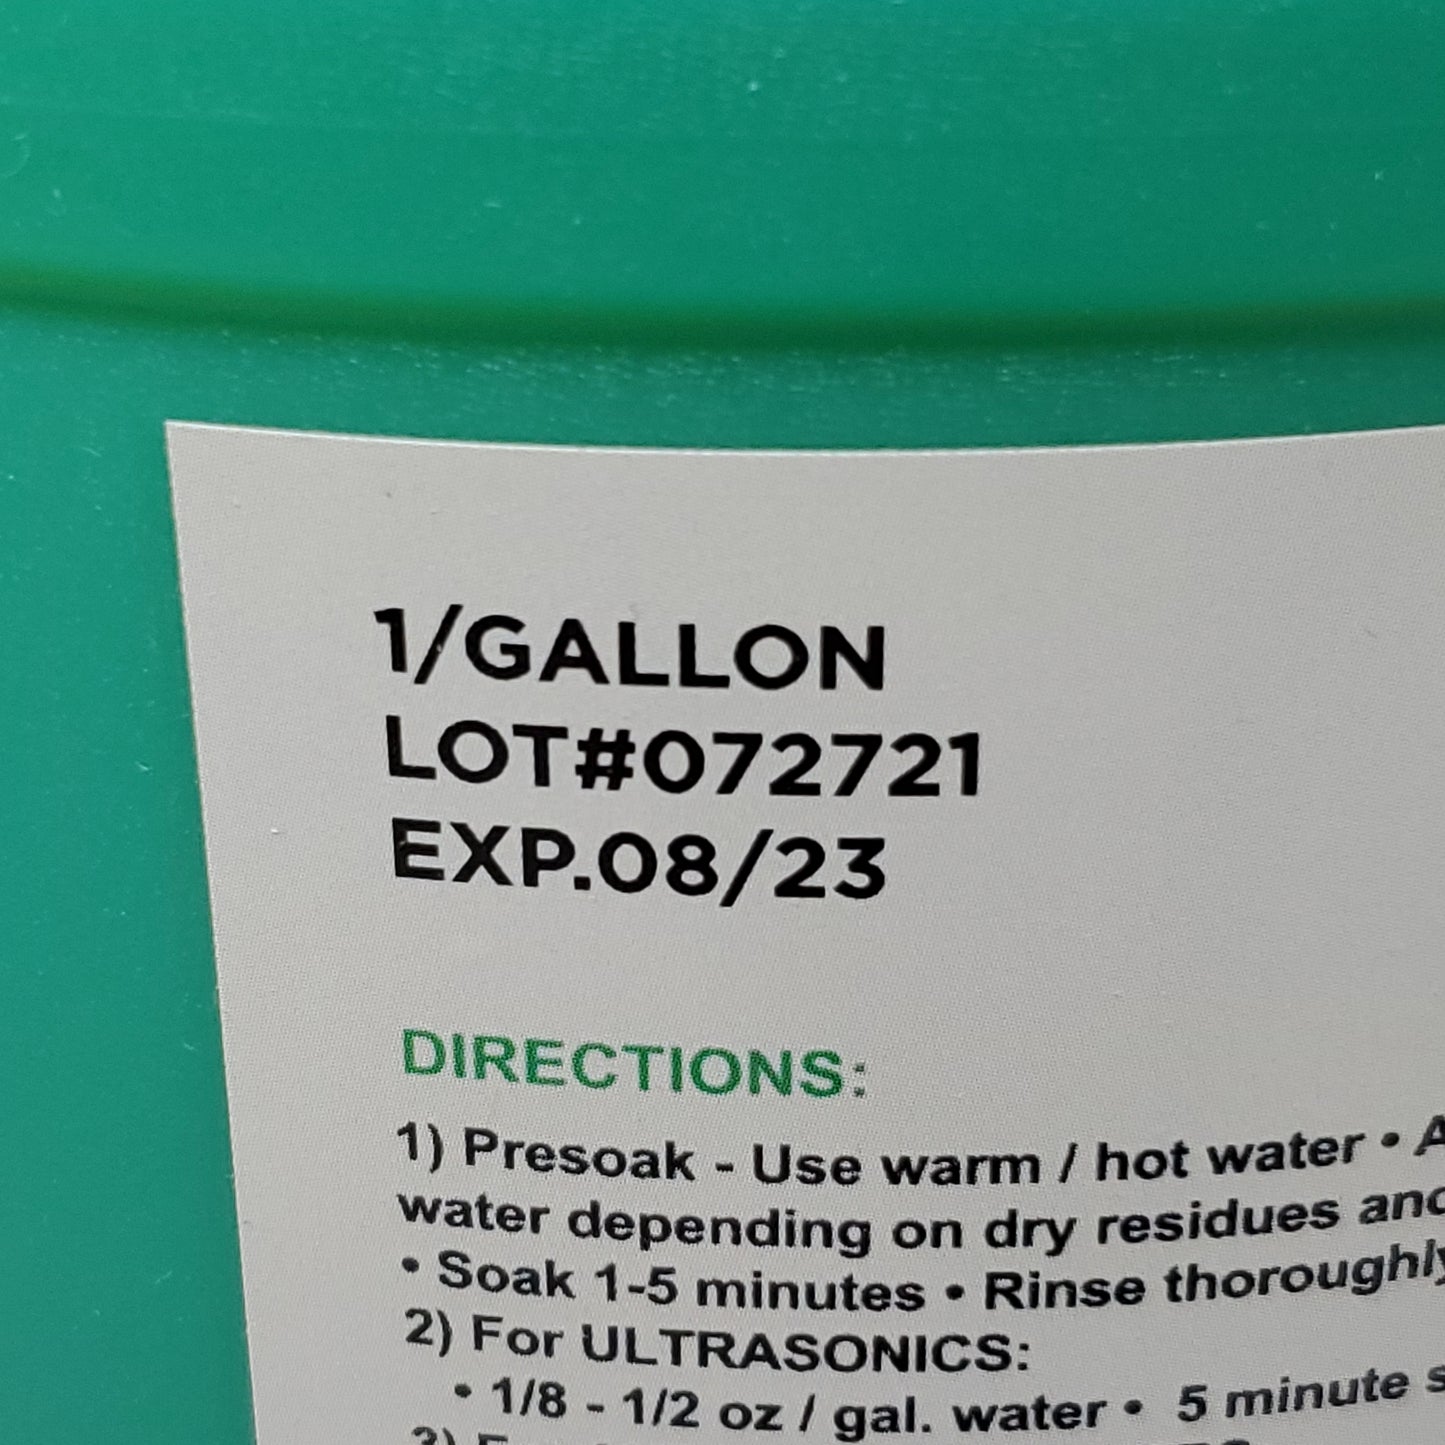 1/GALLON
LOT#072721
EXP.08/23
DIRECTIONS:
1) Presoak - Use warm / hot water •
water depending on dry residues and
• Soak 1-5 minutes • Rinse thoroughly
2) For ULTRASONICS:
• 1/8 - 1/2 oz / gal. water • 5 minute